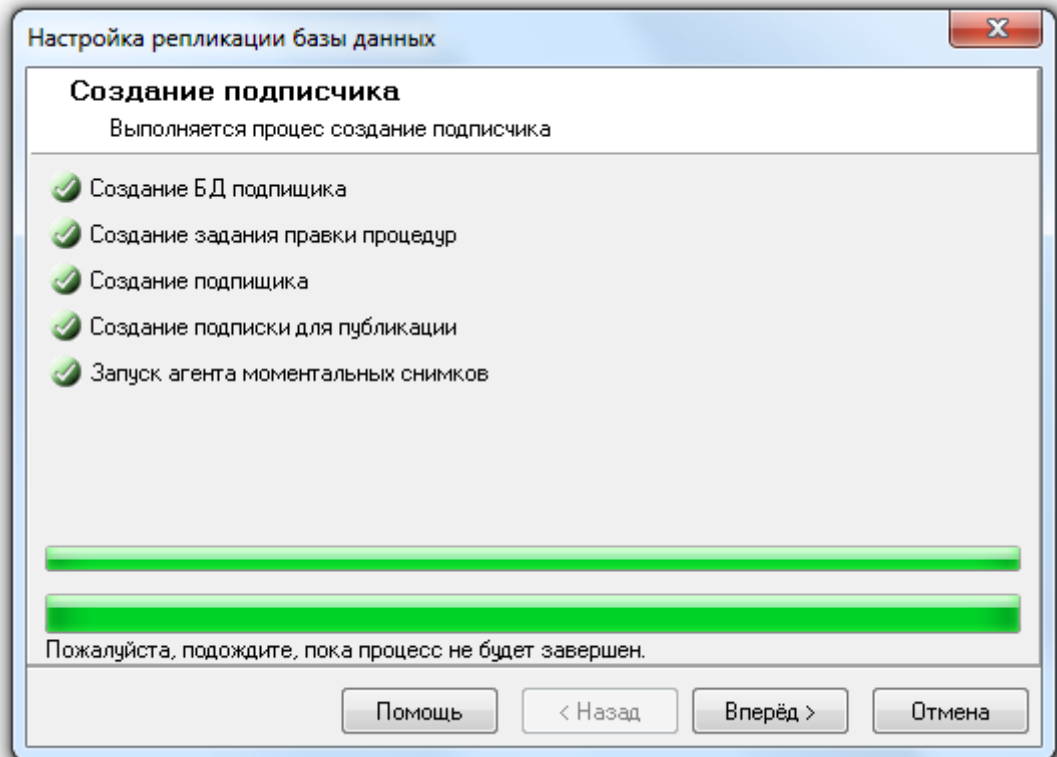 Настройка репликации базы данных
Создание подписчика
Выполняется процес создание подписчика
Создание БД подпищика
Создание задания правки процедур
Создание подпищика
Создание подписки для публикации
Запуск агента моментальных снимков
Пожалуйста, подождите, пока процесс не будет завершен.
Помощь < Назад Вперёд > Отмена